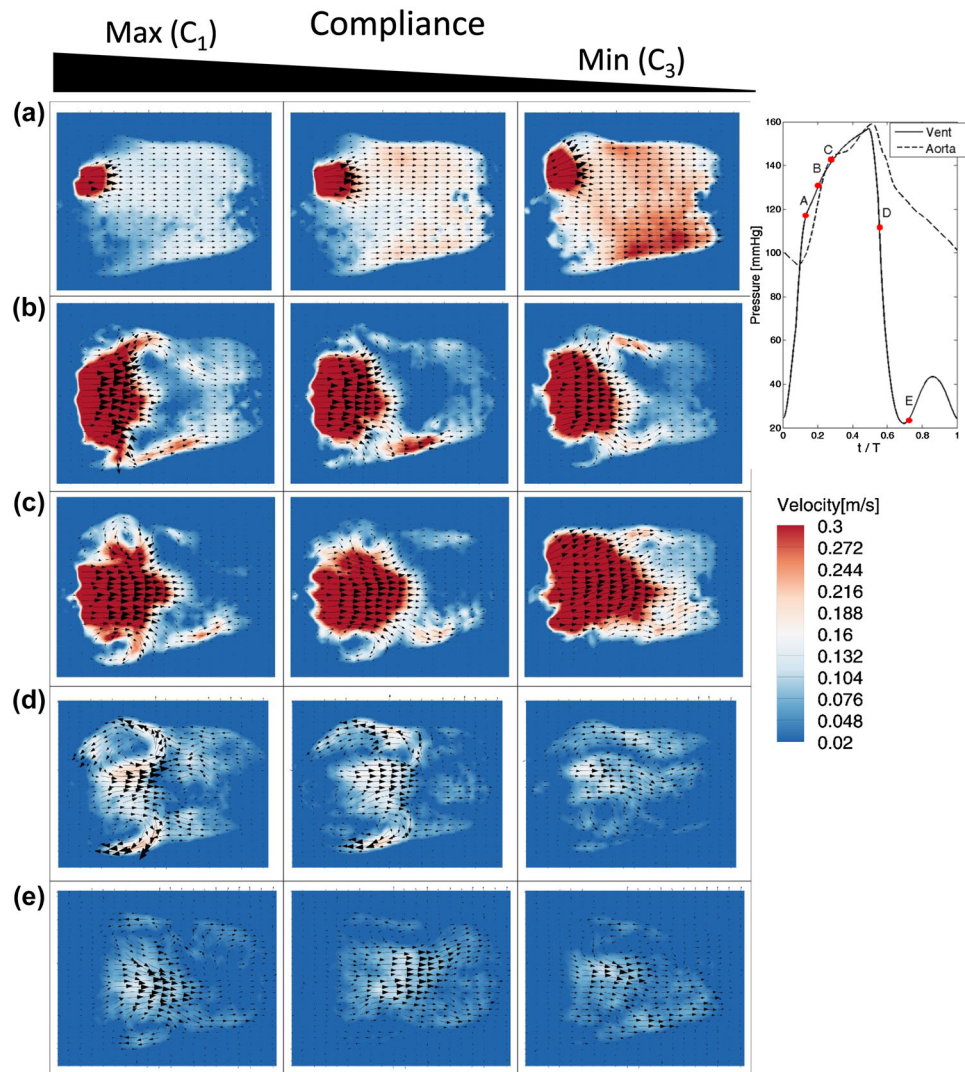 Max (C1)
Compliance
Min (C3)
(a)
(b)
(c)
(d)
(e)
160
140
120
100
80
60
40
20
Pressure [mmHg]
Vent
Aorta
A
B
C
D
E
0
0.2
0.4
0.6
0.8
1
t / T
Velocity[m/s]
0.3
0.272
0.244
0.216
0.188
0.16
0.132
0.104
0.076
0.048
0.02